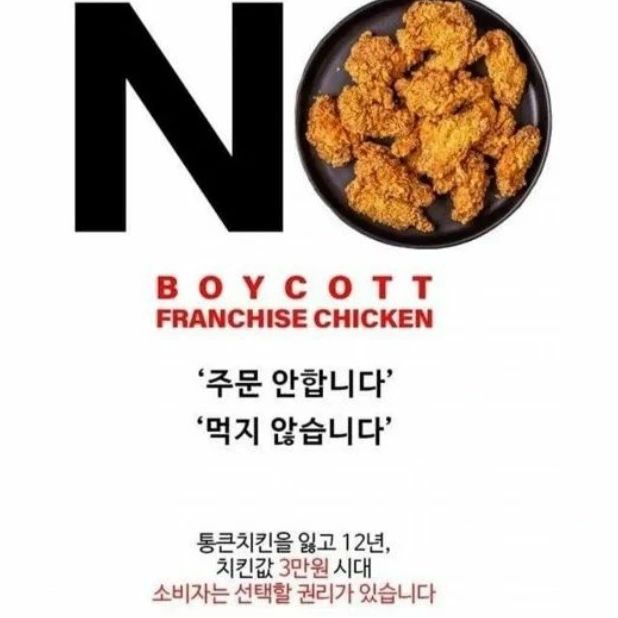 NO
BOYCOTT
FRANCHISE CHICKEN
‘주문 안합니다’
‘먹지 않습니다’
통큰치킨을 잃고 12년,
치킨값 3만원 시대
소비자는 선택할 권리가 있습니다